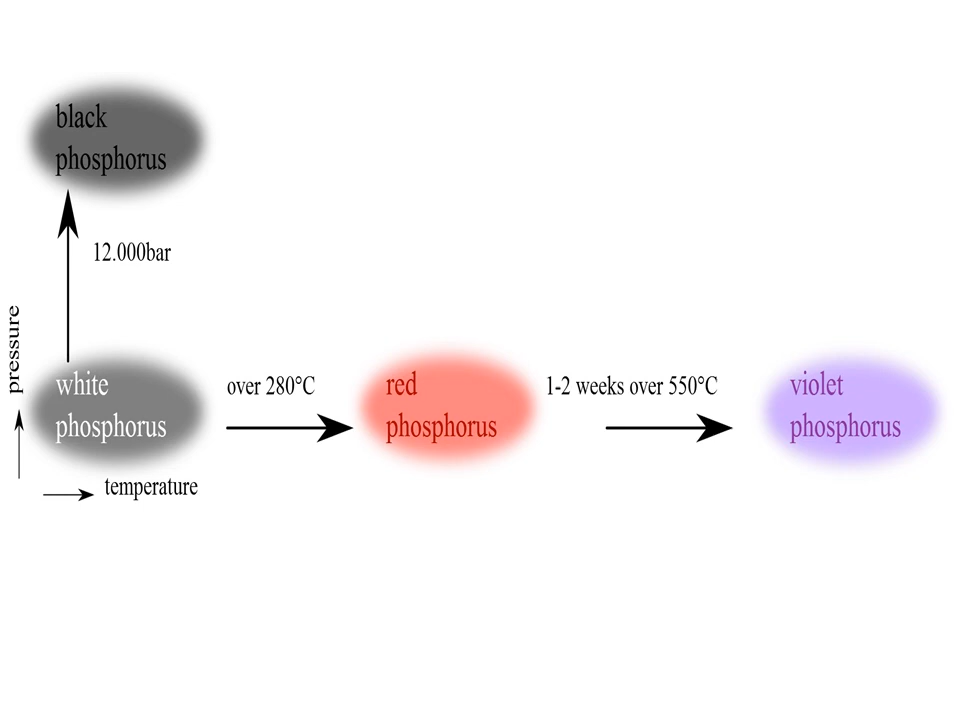 black
phosphorus
12.000bar
pressure
white
phosphorus
over 280°C
red
phosphorus
1-2 weeks over 550°C
violet
phosphorus
temperature